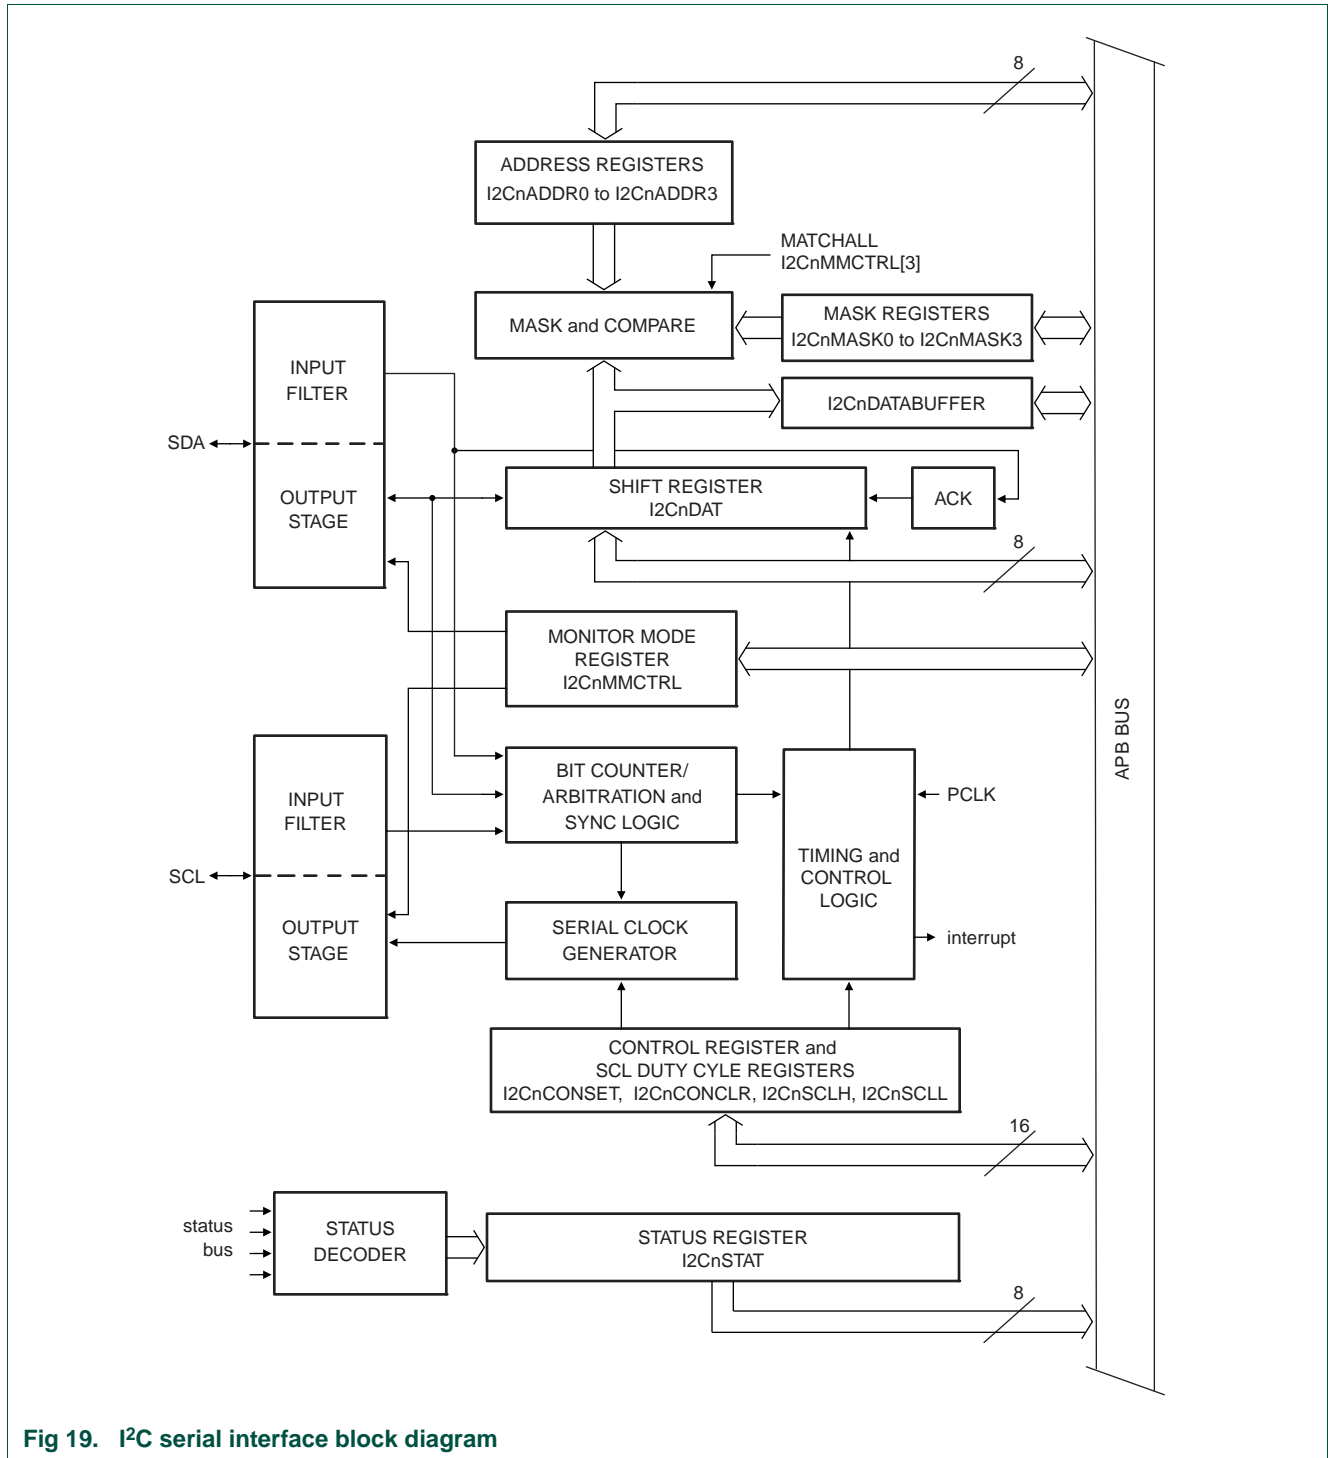 8
ADDRESS REGISTERS
I2CnADDR0 to I2CnADDR3
MATCHALL
I2CnMMCTRL[3]
MASK and COMPARE
MASK REGISTERS
I2CnMASK0 to I2CnMASK3
INPUT
FILTER
I2CnDATABUFFER
SDA
OUTPUT
STAGE
SHIFT REGISTER
I2CnDAT
ACK
8
MONITOR MODE
REGISTER
I2CnMMCTRL
APB BUS
BIT COUNTER/
ARBITRATION and
SYNC LOGIC
INPUT
FILTER
PCLK
TIMING and
CONTROL
LOGIC
SCL
OUTPUT
STAGE
SERIAL CLOCK
GENERATOR
interrupt
CONTROL REGISTER and
SCL DUTY CYLE REGISTERS
I2CnCONSET, I2CnCONCLR, I2CnSCLH, I2CnSCLL
16
status
bus
STATUS
DECODER
STATUS REGISTER
I2CnSTAT
8
Fig 19. I²C serial interface block diagram